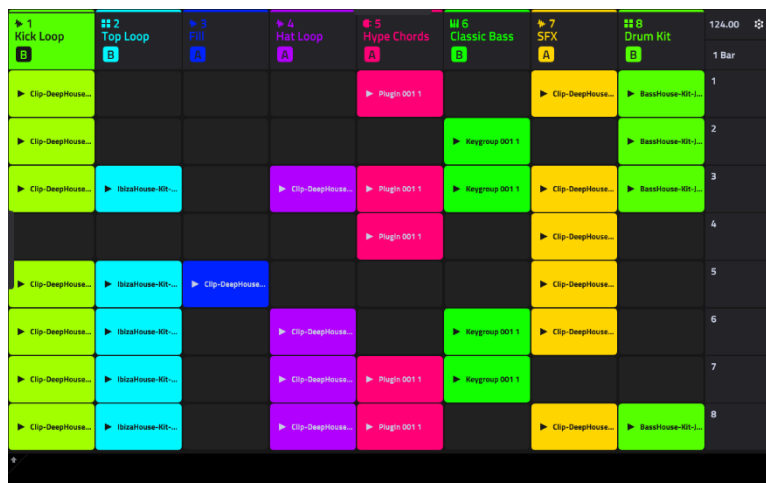 1 2 3 4 5 6 7 8 124.00
Kick Loop Top Loop Fill Hat Loop Hype Chords Classic Bass SFX Drum Kit
B B A A A B A B 1 Bar
Clip-DeepHouse... Plugin 001 1 Clip-DeepHouse... BassHouse-Kit-J... 1
Clip-DeepHouse... Keygroup 001 1 BassHouse-Kit-J... 2
Clip-DeepHouse... IbizaHouse-Kit-... Clip-DeepHouse... Plugin 001 1 Keygroup 001 1 Clip-DeepHouse... BassHouse-Kit-J... 3
Plugin 001 1 Clip-DeepHouse... 4
Clip-DeepHouse... IbizaHouse-Kit-... Clip-DeepHouse... Clip-DeepHouse... 5
Clip-DeepHouse... IbizaHouse-Kit-... Clip-DeepHouse... Keygroup 001 1 Clip-DeepHouse... 6
Clip-DeepHouse... IbizaHouse-Kit-... Clip-DeepHouse... Plugin 001 1 Keygroup 001 1 7
Clip-DeepHouse... IbizaHouse-Kit-... Clip-DeepHouse... Plugin 001 1 Clip-DeepHouse... BassHouse-Kit-J... 8
+